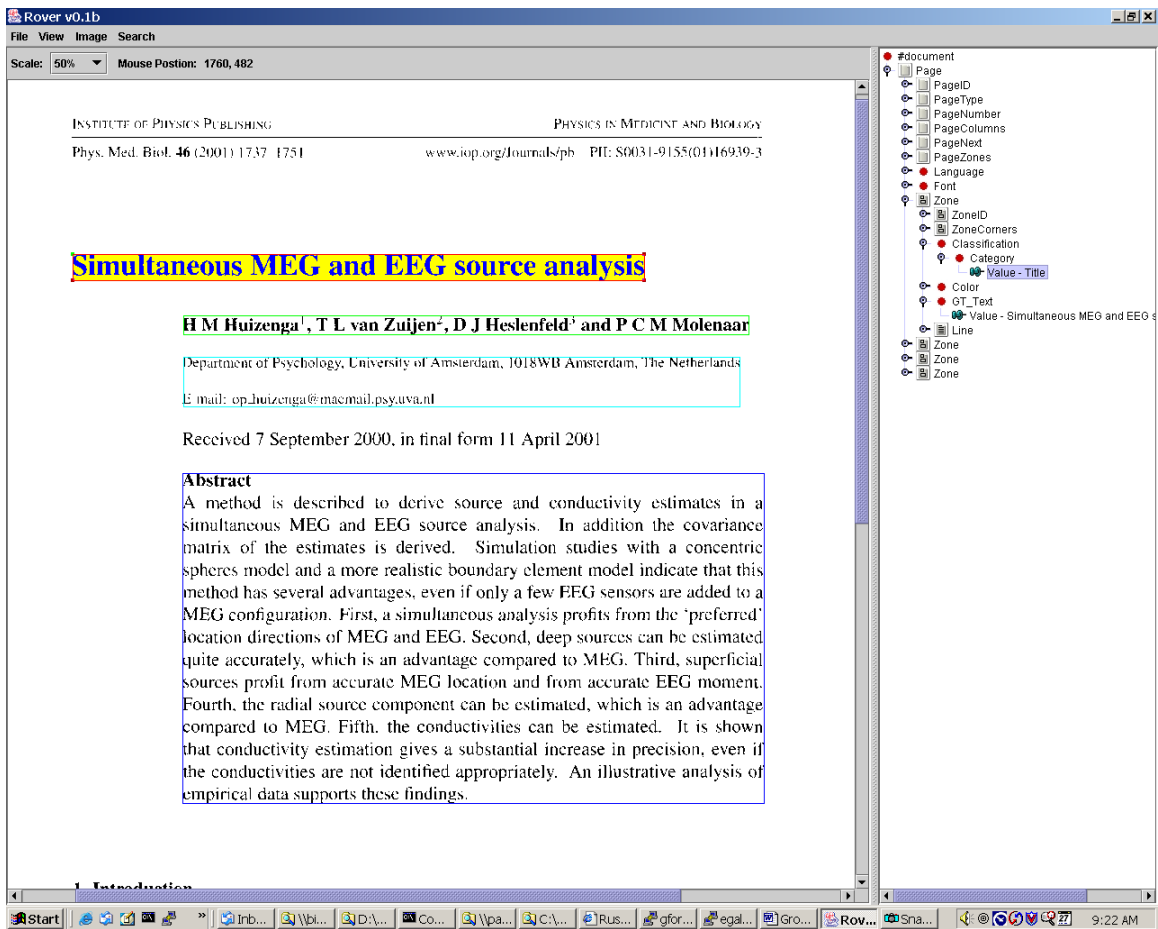 Rover v0.1b
File View Image Search
Scale: 50% Mouse Postion: 1760, 482
INSTITUTE OF PHYSICS PUBLISHING PHYSICS IN MEDICINE AND BIOLOGY
Phys. Med. Biol. 46 (2001) 1737–1751 www.iop.org/Journals/pb PII: S0031-9155(01)16939-3
Simultaneous MEG and EEG source analysis
H M Huizenga¹, T L van Zuijen², D J Heslenfeld³ and P C M Molenaar
Department of Psychology, University of Amsterdam, 1018WB Amsterdam, The Netherlands
E-mail: op_huizenga@macmail.psy.uva.nl
Received 7 September 2000, in final form 11 April 2001
Abstract
A method is described to derive source and conductivity estimates in a
simultaneous MEG and EEG source analysis. In addition the covariance
matrix of the estimates is derived. Simulation studies with a concentric
spheres model and a more realistic boundary element model indicate that this
method has several advantages, even if only a few EEG sensors are added to a
MEG configuration. First, a simultaneous analysis profits from the ‘preferred’
location directions of MEG and EEG. Second, deep sources can be estimated
quite accurately, which is an advantage compared to MEG. Third, superficial
sources profit from accurate MEG location and from accurate EEG moment.
Fourth, the radial source component can be estimated, which is an advantage
compared to MEG. Fifth, the conductivities can be estimated. It is shown
that conductivity estimation gives a substantial increase in precision, even if
the conductivities are not identified appropriately. An illustrative analysis of
empirical data supports these findings.
1. Introduction
#document
Page
PageID
PageType
PageNumber
PageColumns
PageNext
PageZones
Language
Font
Zone
ZoneID
ZoneCorners
Classification
Category
Value - Title
Color
GT_Text
Value - Simultaneous MEG and EEG s
Line
Zone
Zone
Zone
Start » Inb... \\bi... D:\... Co... \\pa... C:\... Rus... gfor... egal... Gro... Rov... Sna... 27 9:22 AM